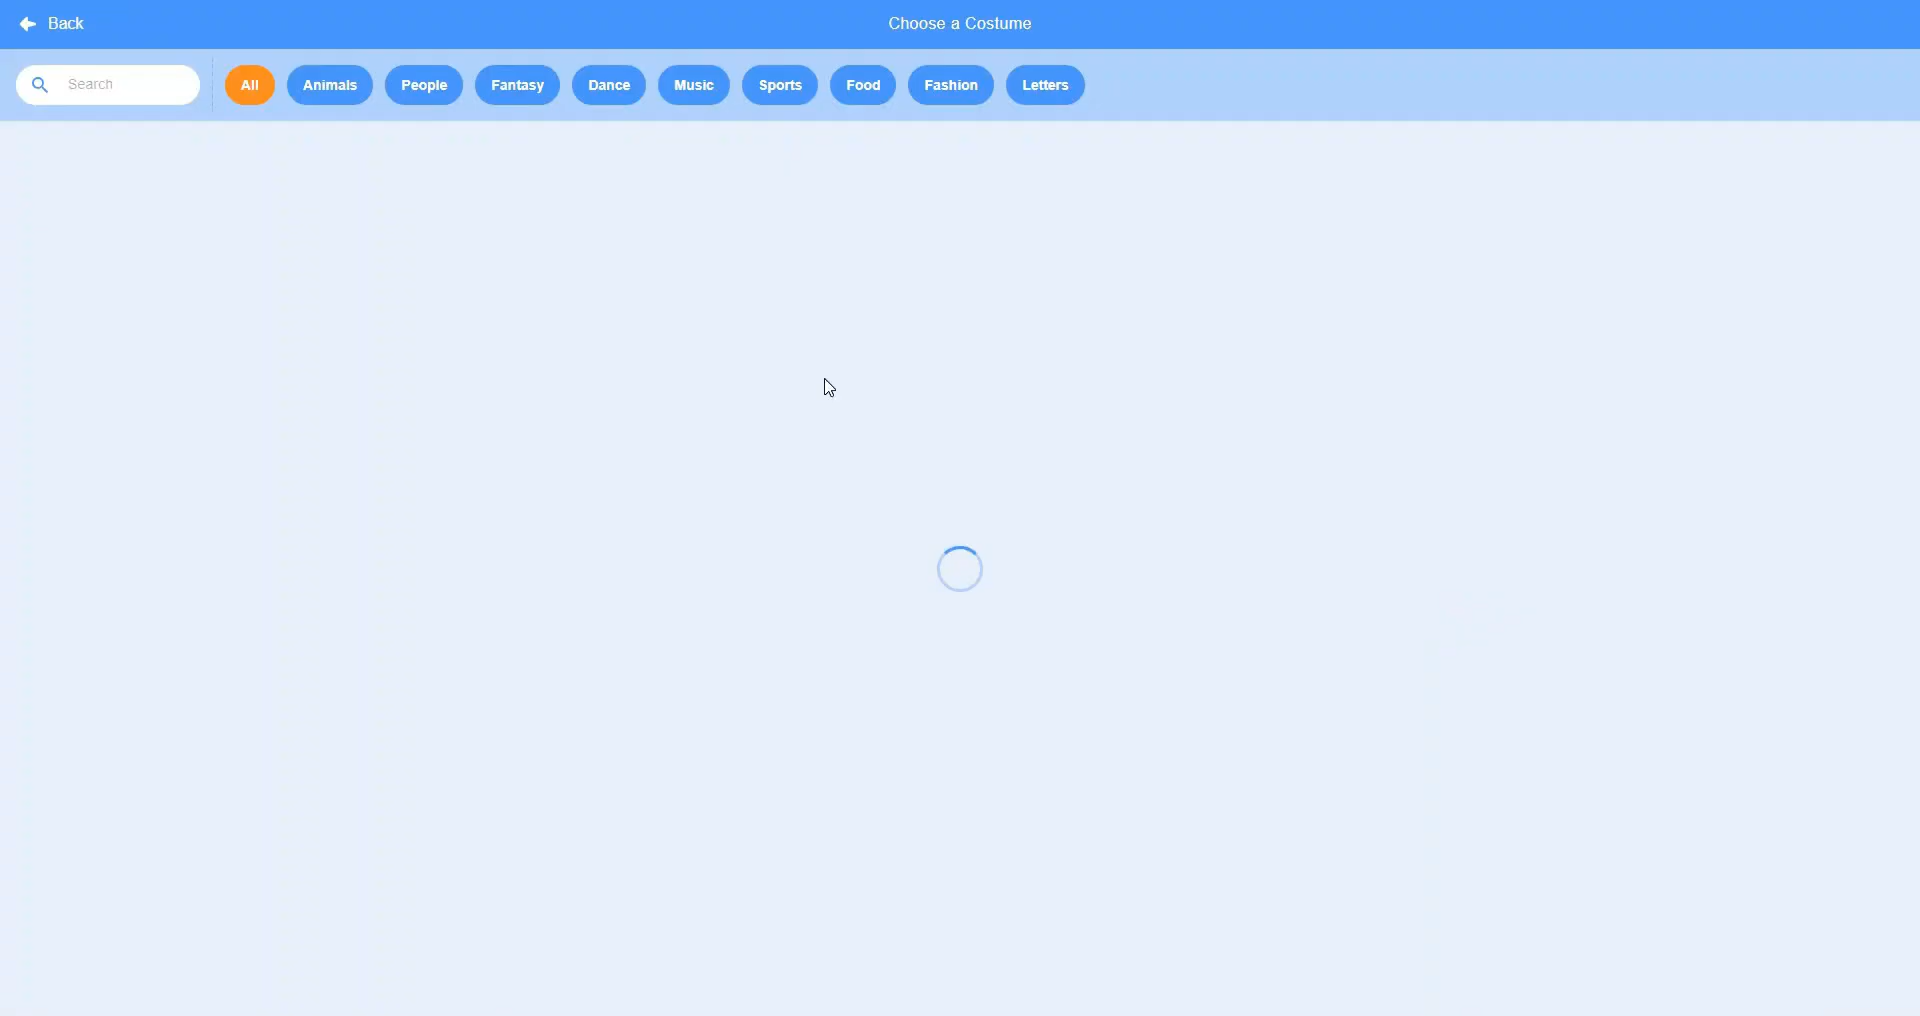 Back
Choose a Costume
Search
All
Animals
People
Fantasy
Dance
Music
Sports
Food
Fashion
Letters